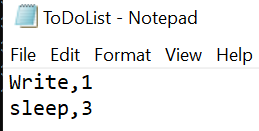 ToDoList - Notepad
File Edit Format View Help
Write,1
sleep,3